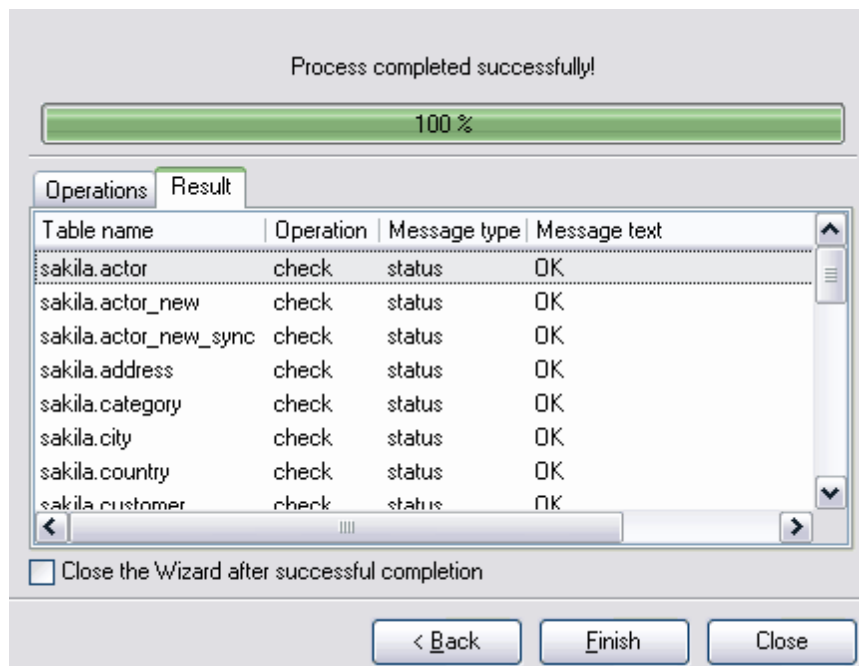 Process completed successfully!
100 %
Operations Result
Table name Operation Message type Message text
sakila.actor check status OK
sakila.actor_new check status OK
sakila.actor_new_sync check status OK
sakila.address check status OK
sakila.category check status OK
sakila.city check status OK
sakila.country check status OK
sakila.customer check status OK
Close the Wizard after successful completion
< Back Finish Close